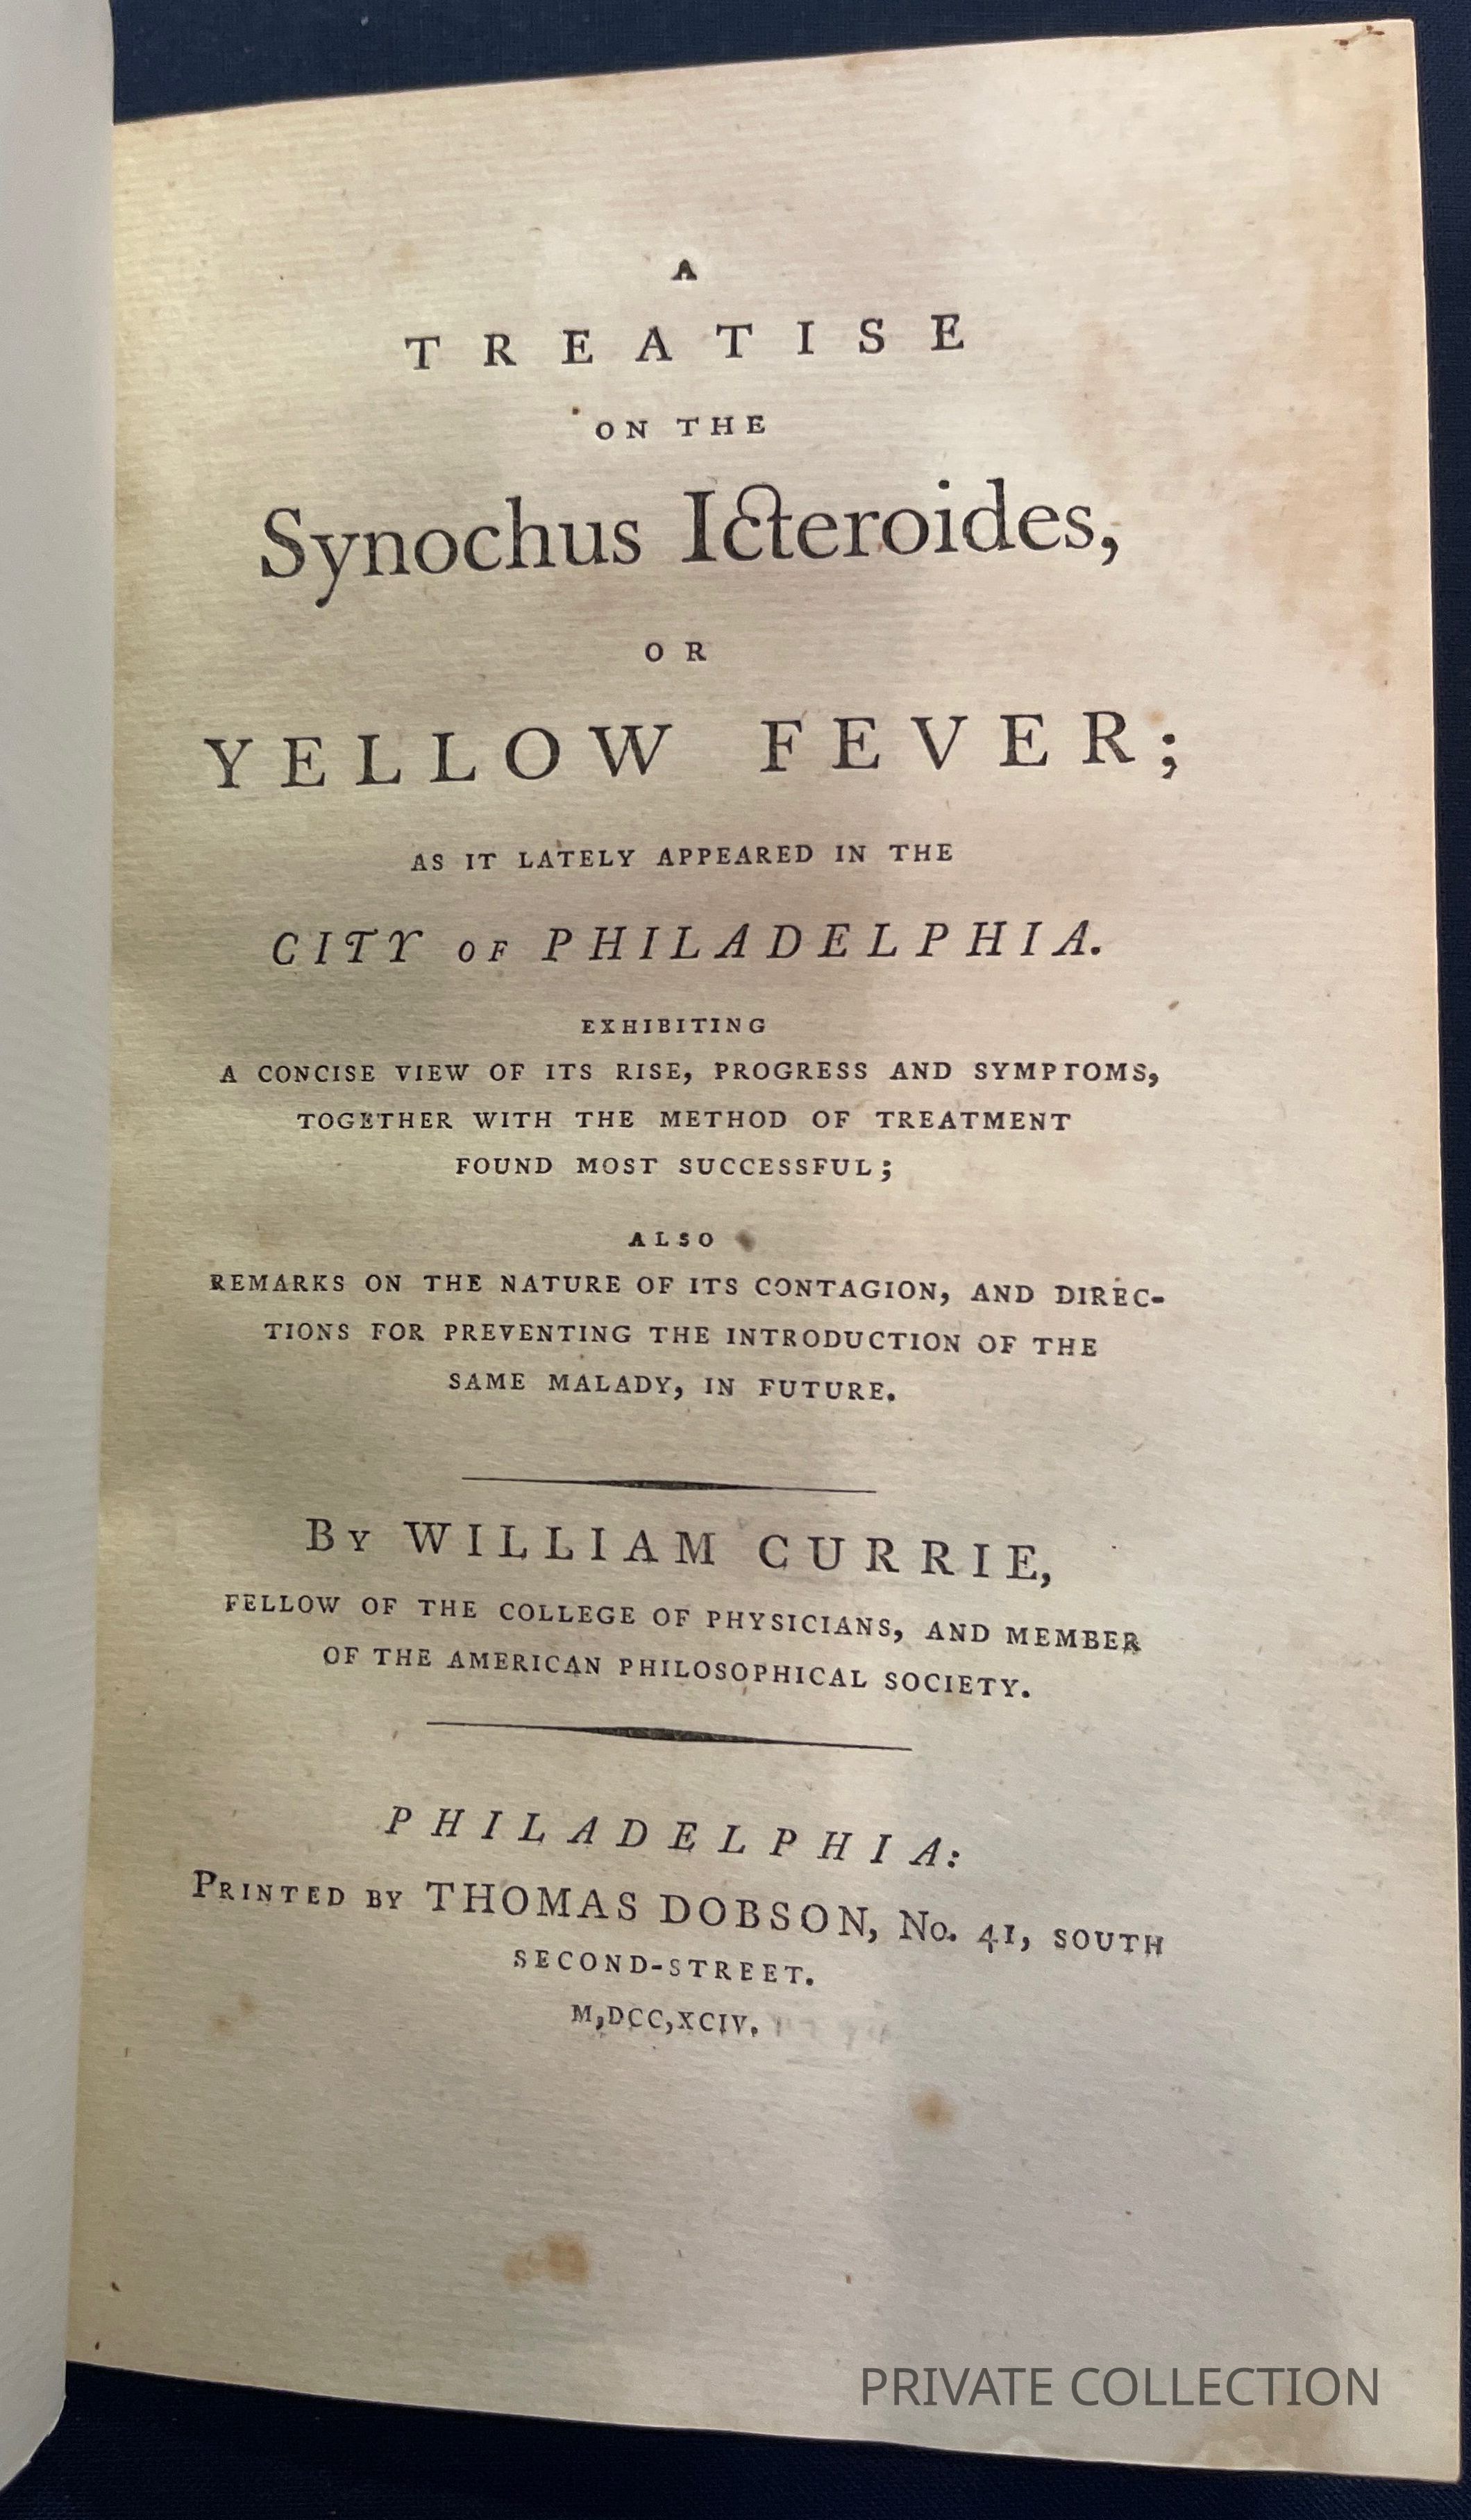 A
TREATISE
ON THE
Synochus Icteroides,
OR
YELLOW FEVER;
AS IT LATELY APPEARED IN THE
CITY OF PHILADELPHIA.
EXHIBITING
A CONCISE VIEW OF ITS RISE, PROGRESS AND SYMPTOMS,
TOGETHER WITH THE METHOD OF TREATMENT
FOUND MOST SUCCESSFUL;
ALSO
REMARKS ON THE NATURE OF ITS CONTAGION, AND DIREC-
TIONS FOR PREVENTING THE INTRODUCTION OF THE
SAME MALADY, IN FUTURE.
By WILLIAM CURRIE,
FELLOW OF THE COLLEGE OF PHYSICIANS, AND MEMBER
OF THE AMERICAN PHILOSOPHICAL SOCIETY.
PHILADELPHIA:
PRINTED BY THOMAS DOBSON, No. 41, SOUTH
SECOND-STREET.
M,DCC,XCIV.
PRIVATE COLLECTION